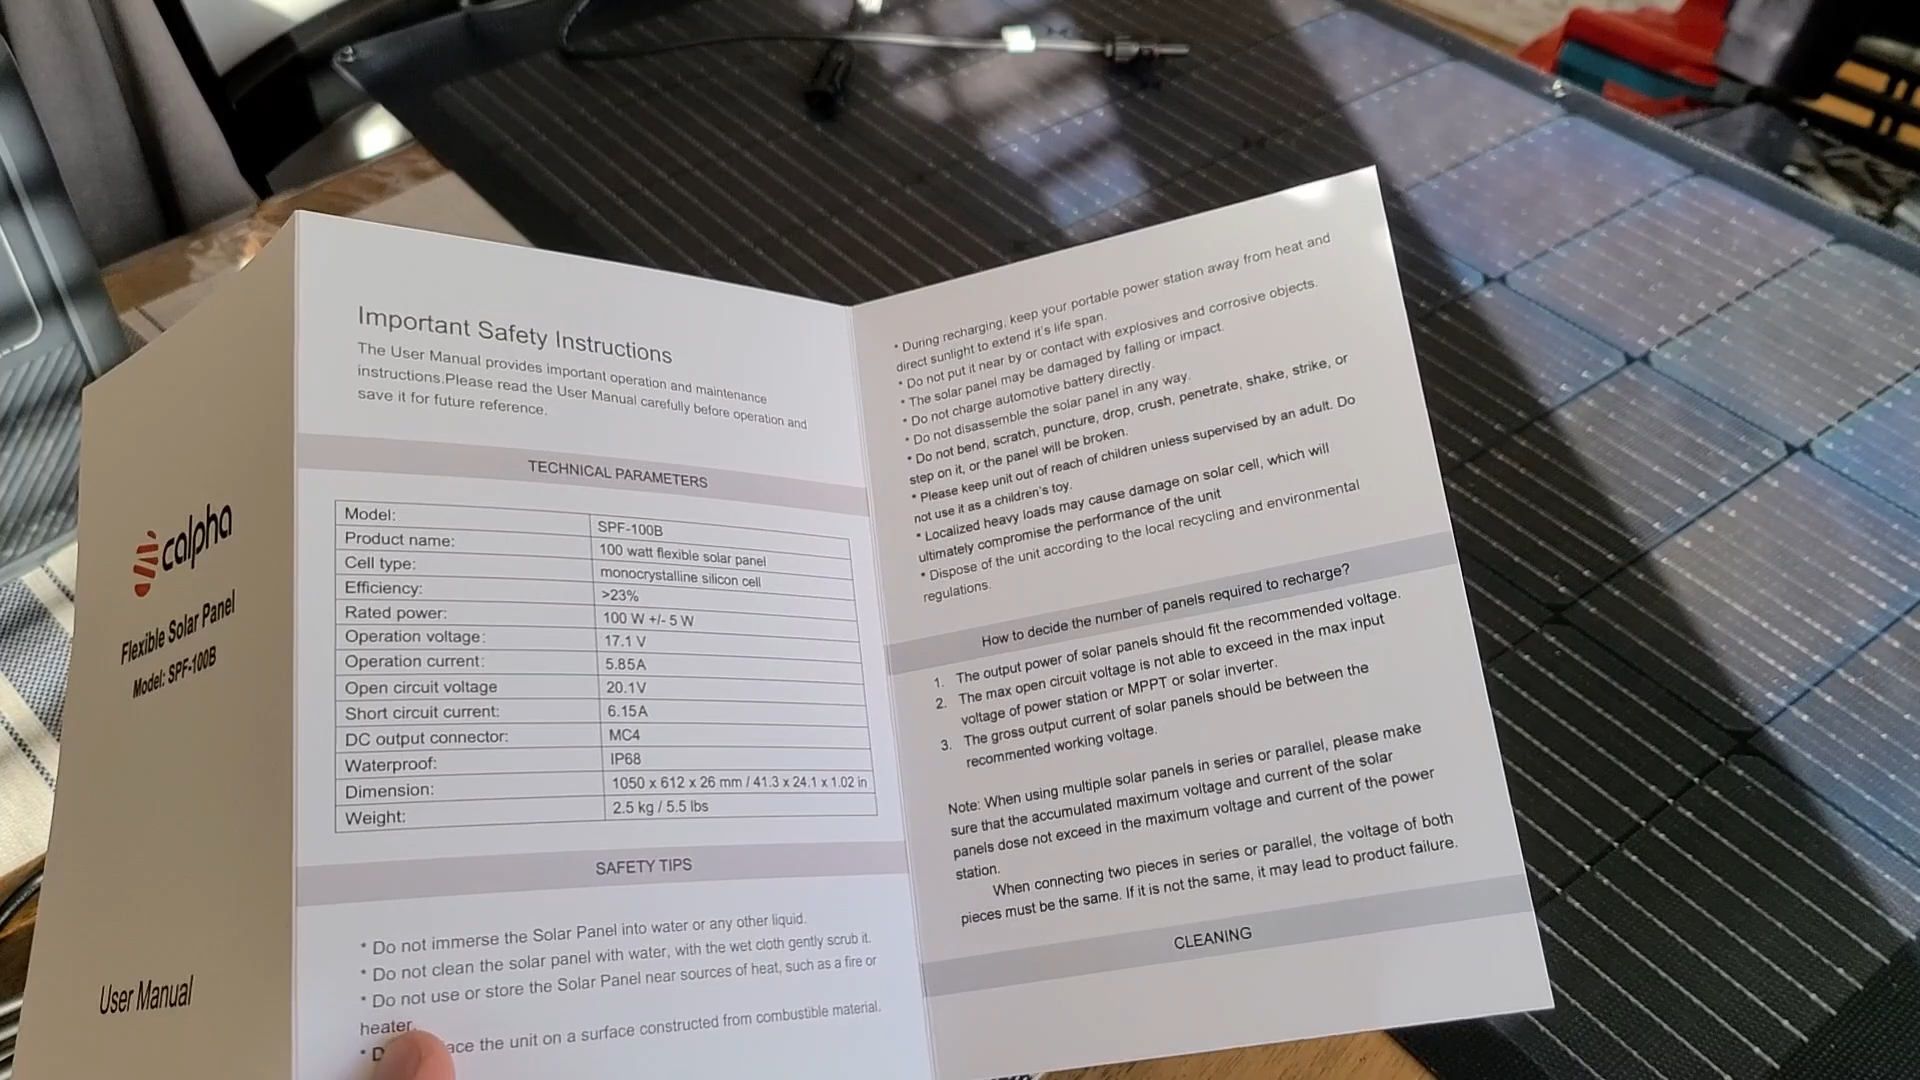 calpha
Flexible Solar Panel
Model: SPF-100B
User Manual
Important Safety Instructions
The User Manual provides important operation and maintenance
instructions.Please read the User Manual carefully before operation and
save it for future reference.
TECHNICAL PARAMETERS
Model: SPF-100B
Product name: 100 watt flexible solar panel
Cell type: monocrystalline silicon cell
Efficiency: >23%
Rated power: 100 W +/- 5 W
Operation voltage: 17.1 V
Operation current: 5.85A
Open circuit voltage 20.1V
Short circuit current: 6.15A
DC output connector: MC4
Waterproof: IP68
Dimension: 1050 x 612 x 26 mm / 41.3 x 24.1 x 1.02 in
Weight: 2.5 kg / 5.5 lbs
SAFETY TIPS
* Do not immerse the Solar Panel into water or any other liquid.
* Do not clean the solar panel with water, with the wet cloth gently scrub it.
* Do not use or store the Solar Panel near sources of heat, such as a fire or
heater.
* the unit on a surface constructed from combustible material.
* During recharging, keep your portable power station away from heat and
direct sunlight to extend it's life span.
* Do not put it near by or contact with explosives and corrosive objects.
* The solar panel may be damaged by falling or impact.
* Do not charge automotive battery directly.
* Do not disassemble the solar panel in any way.
* Do not bend, scratch, puncture, drop, crush, penetrate, shake, strike, or
step on it, or the panel will be broken.
* Please keep unit out of reach of children unless supervised by an adult. Do
not use it as a children's toy.
* Localized heavy loads may cause damage on solar cell, which will
ultimately compromise the performance of the unit
* Dispose of the unit according to the local recycling and environmental
regulations.
How to decide the number of panels required to recharge?
1. The output power of solar panels should fit the recommended voltage.
2. The max open circuit voltage is not able to exceed in the max input
voltage of power station or MPPT or solar inverter.
3. The gross output current of solar panels should be between the
recommented working voltage.
Note: When using multiple solar panels in series or parallel, please make
sure that the accumulated maximum voltage and current of the solar
panels dose not exceed in the maximum voltage and current of the power
station.
When connecting two pieces in series or parallel, the voltage of both
pieces must be the same. If it is not the same, it may lead to product failure.
CLEANING